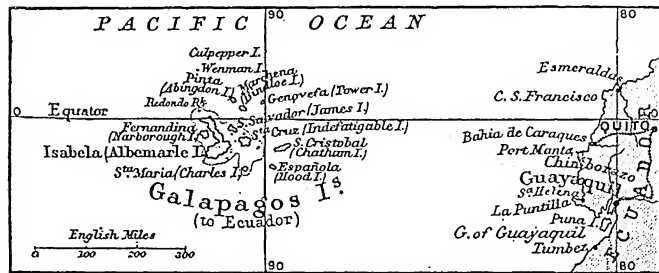 PACIFIC OCEAN
90
80
Culpepper I.
Wenman I.
Pinta
(Abingdon I.)
Marchena
(Bindloe I.)
Redondo Rk.
Genovefa (Tower I.)
Equator
0
S. Salvador (James I.)
Fernandina
(Narborough I.)
Sta Cruz (Indefatigable I.)
Isabela (Albemarle I.)
S. Cristobal
(Chatham I.)
Sta. Maria (Charles I.)
Española
(Hood I.)
Galapagos Is.
(to Ecuador)
English Miles
0 100 200 300
90
Esmeraldas
C. S. Francisco
QUITO
Bahia de Caraques
Port Manta
Chimborazo
Guayaquil
Sa Helena
La Puntilla
Puna I.
G. of Guayaquil
Tumbez
ECUADOR
80